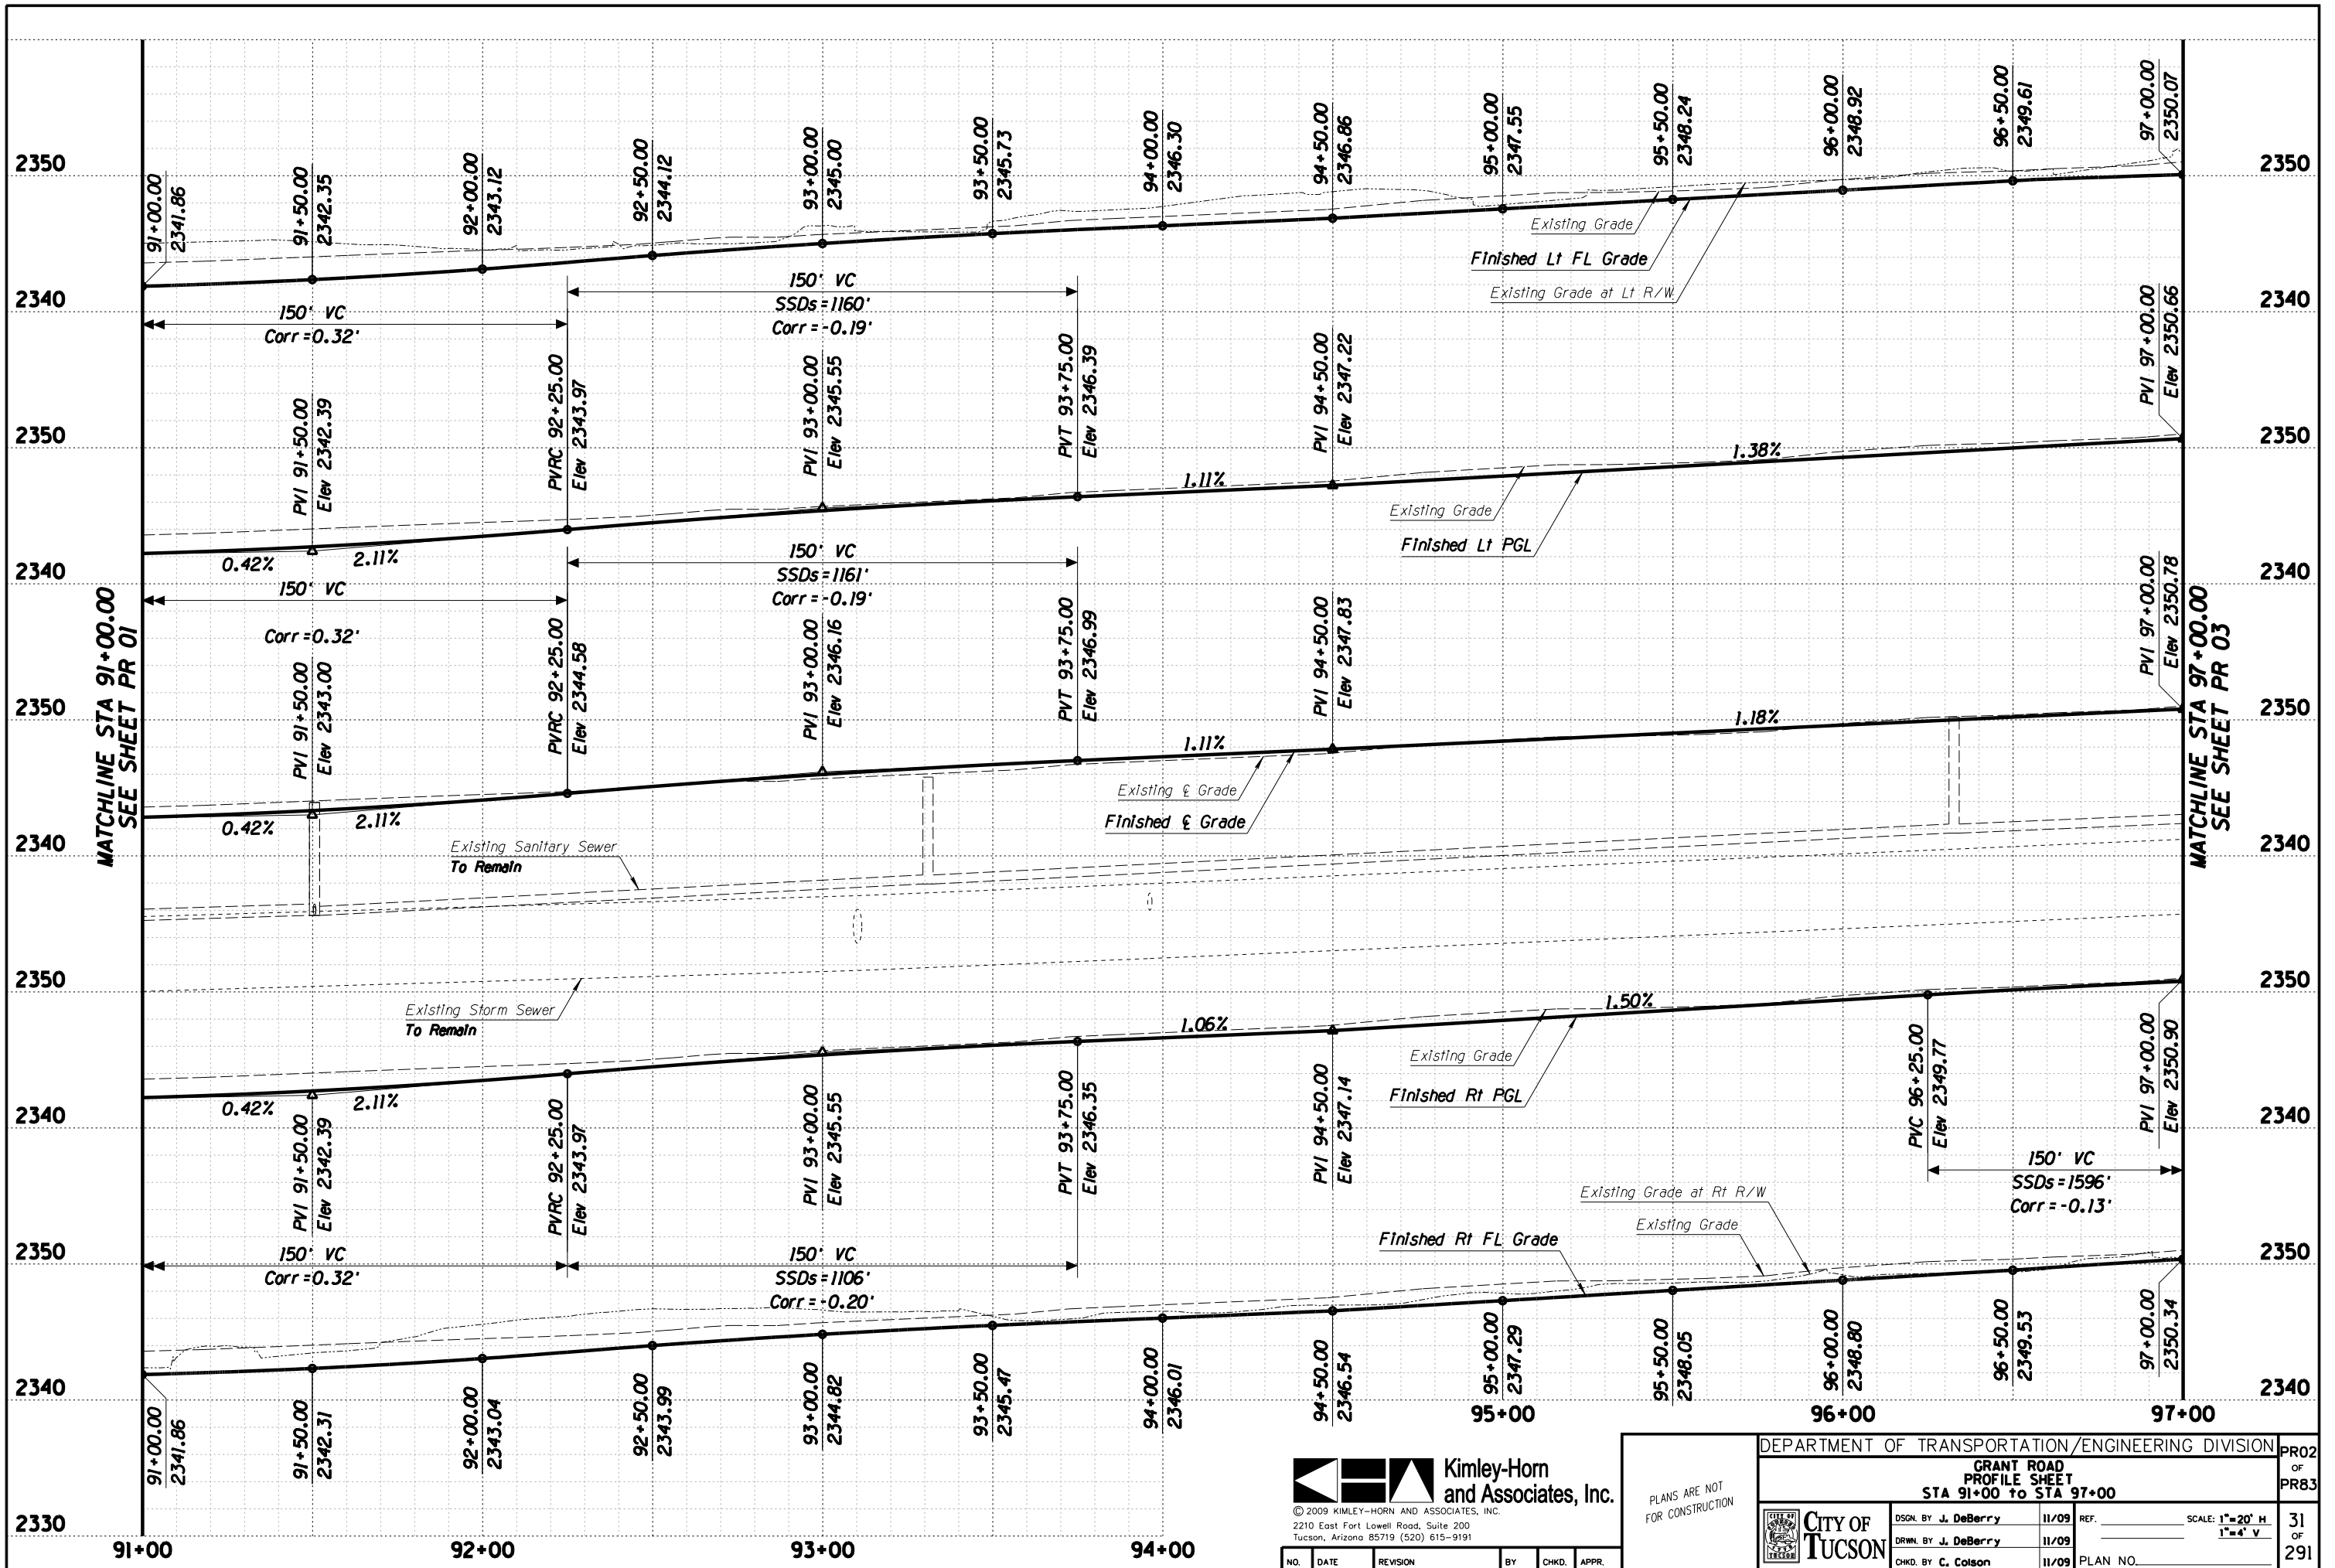 91+00.00
2341.86
91+50.00
2342.35
92+00.00
2343.12
92+50.00
2344.12
93+00.00
2345.00
93+50.00
2345.73
94+00.00
2346.30
94+50.00
2346.86
95+00.00
2347.55
95+50.00
2348.24
96+00.00
2348.92
96+50.00
2349.61
97+00.00
2350.07
2350
2350
Existing Grade
Finished Lt FL Grade
Existing Grade at Lt R/W
2340
2340
150' VC
Corr=0.32'
150' VC
SSDs=1160'
Corr=-0.19'
PVI 91+50.00
Elev 2342.39
PVRC 92+25.00
Elev 2343.97
PVI 93+00.00
Elev 2345.55
PVT 93+75.00
Elev 2346.39
PVI 94+50.00
Elev 2347.22
PVI 97+00.00
Elev 2350.66
2350
2350
0.42%
2.11%
1.11%
1.38%
Existing Grade
Finished Lt PGL
2340
2340
150' VC
Corr=0.32'
150' VC
SSDs=1161'
Corr=-0.19'
MATCHLINE STA 91+00.00
SEE SHEET PR 01
PVI 91+50.00
Elev 2343.00
PVRC 92+25.00
Elev 2344.58
PVI 93+00.00
Elev 2346.16
PVT 93+75.00
Elev 2346.99
PVI 94+50.00
Elev 2347.83
PVI 97+00.00
Elev 2350.78
MATCHLINE STA 97+00.00
SEE SHEET PR 03
2350
2350
0.42%
2.11%
1.11%
1.18%
Existing ℄ Grade
Finished ℄ Grade
2340
2340
Existing Sanitary Sewer
To Remain
2350
2350
Existing Storm Sewer
To Remain
0.42%
2.11%
1.06%
1.50%
Existing Grade
Finished Rt PGL
2340
2340
PVI 91+50.00
Elev 2342.39
PVRC 92+25.00
Elev 2343.97
PVI 93+00.00
Elev 2345.55
PVT 93+75.00
Elev 2346.35
PVI 94+50.00
Elev 2347.14
PVC 96+25.00
Elev 2349.77
PVI 97+00.00
Elev 2350.90
150' VC
SSDs=1596'
Corr=-0.13'
2350
2350
150' VC
Corr=0.32'
150' VC
SSDs=1106'
Corr=-0.20'
Existing Grade at Rt R/W
Existing Grade
Finished Rt FL Grade
2340
2340
91+00.00
2341.86
91+50.00
2342.31
92+00.00
2343.04
92+50.00
2343.99
93+00.00
2344.82
93+50.00
2345.47
94+00.00
2346.01
94+50.00
2346.54
95+00.00
2347.29
95+50.00
2348.05
96+00.00
2348.80
96+50.00
2349.53
97+00.00
2350.34
95+00
96+00
97+00
2330
91+00
92+00
93+00
94+00
Kimley-Horn
and Associates, Inc.
© 2009 KIMLEY-HORN AND ASSOCIATES, INC.
2210 East Fort Lowell Road, Suite 200
Tucson, Arizona 85719 (520) 615-9191
NO. DATE REVISION BY CHKD. APPR.
PLANS ARE NOT
FOR CONSTRUCTION
DEPARTMENT OF TRANSPORTATION/ENGINEERING DIVISION
GRANT ROAD
PROFILE SHEET
STA 91+00 to STA 97+00
PR02
OF
PR83
CITY OF
TUCSON
CITY OF
TUCSON
DSGN. BY J. DeBerry 11/09
DRWN. BY J. DeBerry 11/09
CHKD. BY C. Colson 11/09
REF.
SCALE: 1"=20' H
1"=4' V
PLAN NO.
31
OF
291